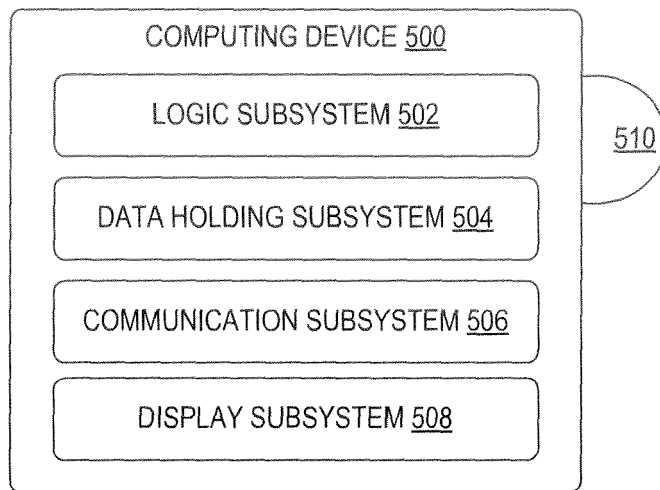 COMPUTING DEVICE 500
LOGIC SUBSYSTEM 502
510
DATA HOLDING SUBSYSTEM 504
COMMUNICATION SUBSYSTEM 506
DISPLAY SUBSYSTEM 508